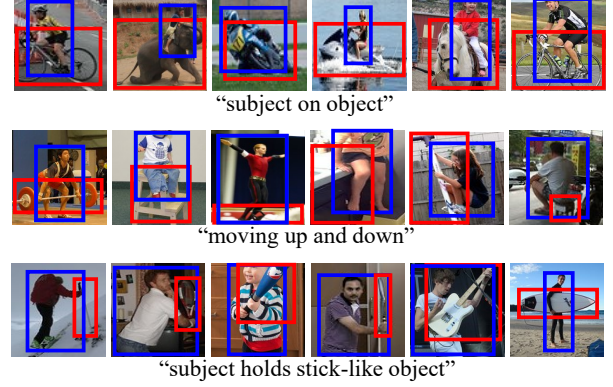 “subject on object”
“moving up and down”
“subject holds stick-like object”